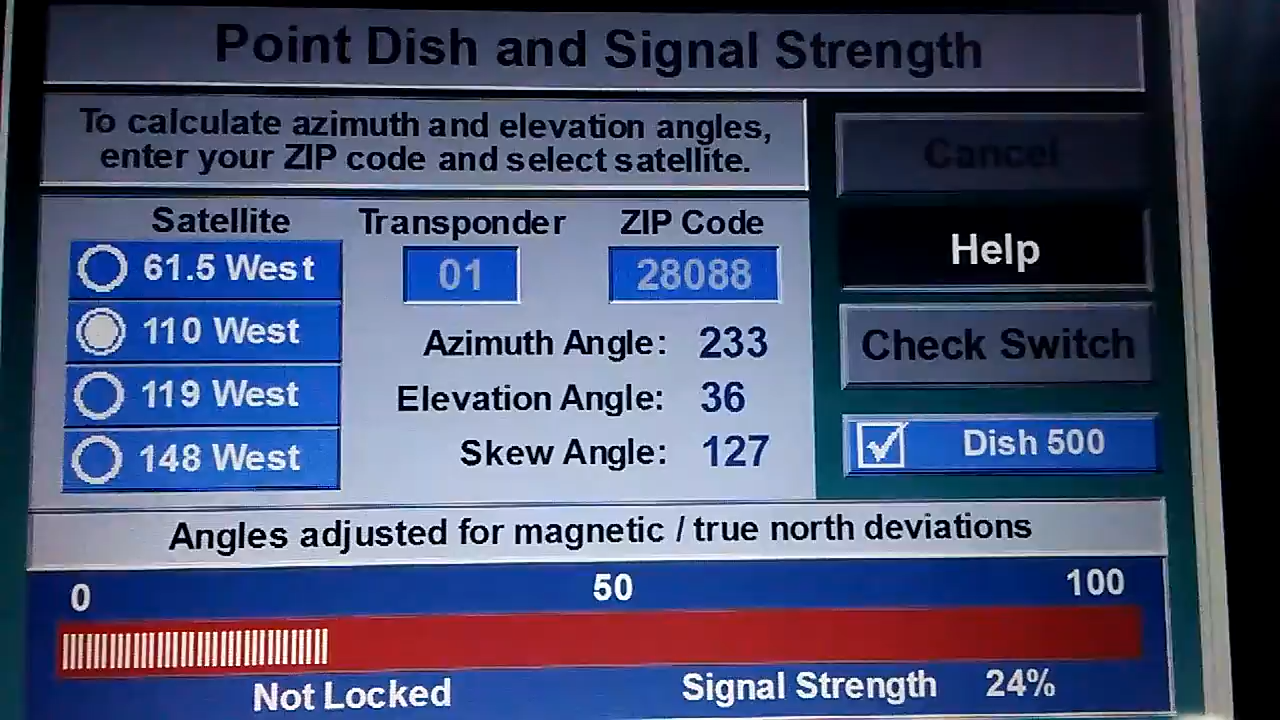 Point Dish and Signal Strength
To calculate azimuth and elevation angles,
enter your ZIP code and select satellite.
Cancel
Satellite
Transponder
ZIP Code
61.5 West
01
28088
Help
110 West
Azimuth Angle: 233
Check Switch
119 West
Elevation Angle: 36
148 West
Skew Angle: 127
Dish 500
Angles adjusted for magnetic / true north deviations
0
50
100
Not Locked
Signal Strength 24%